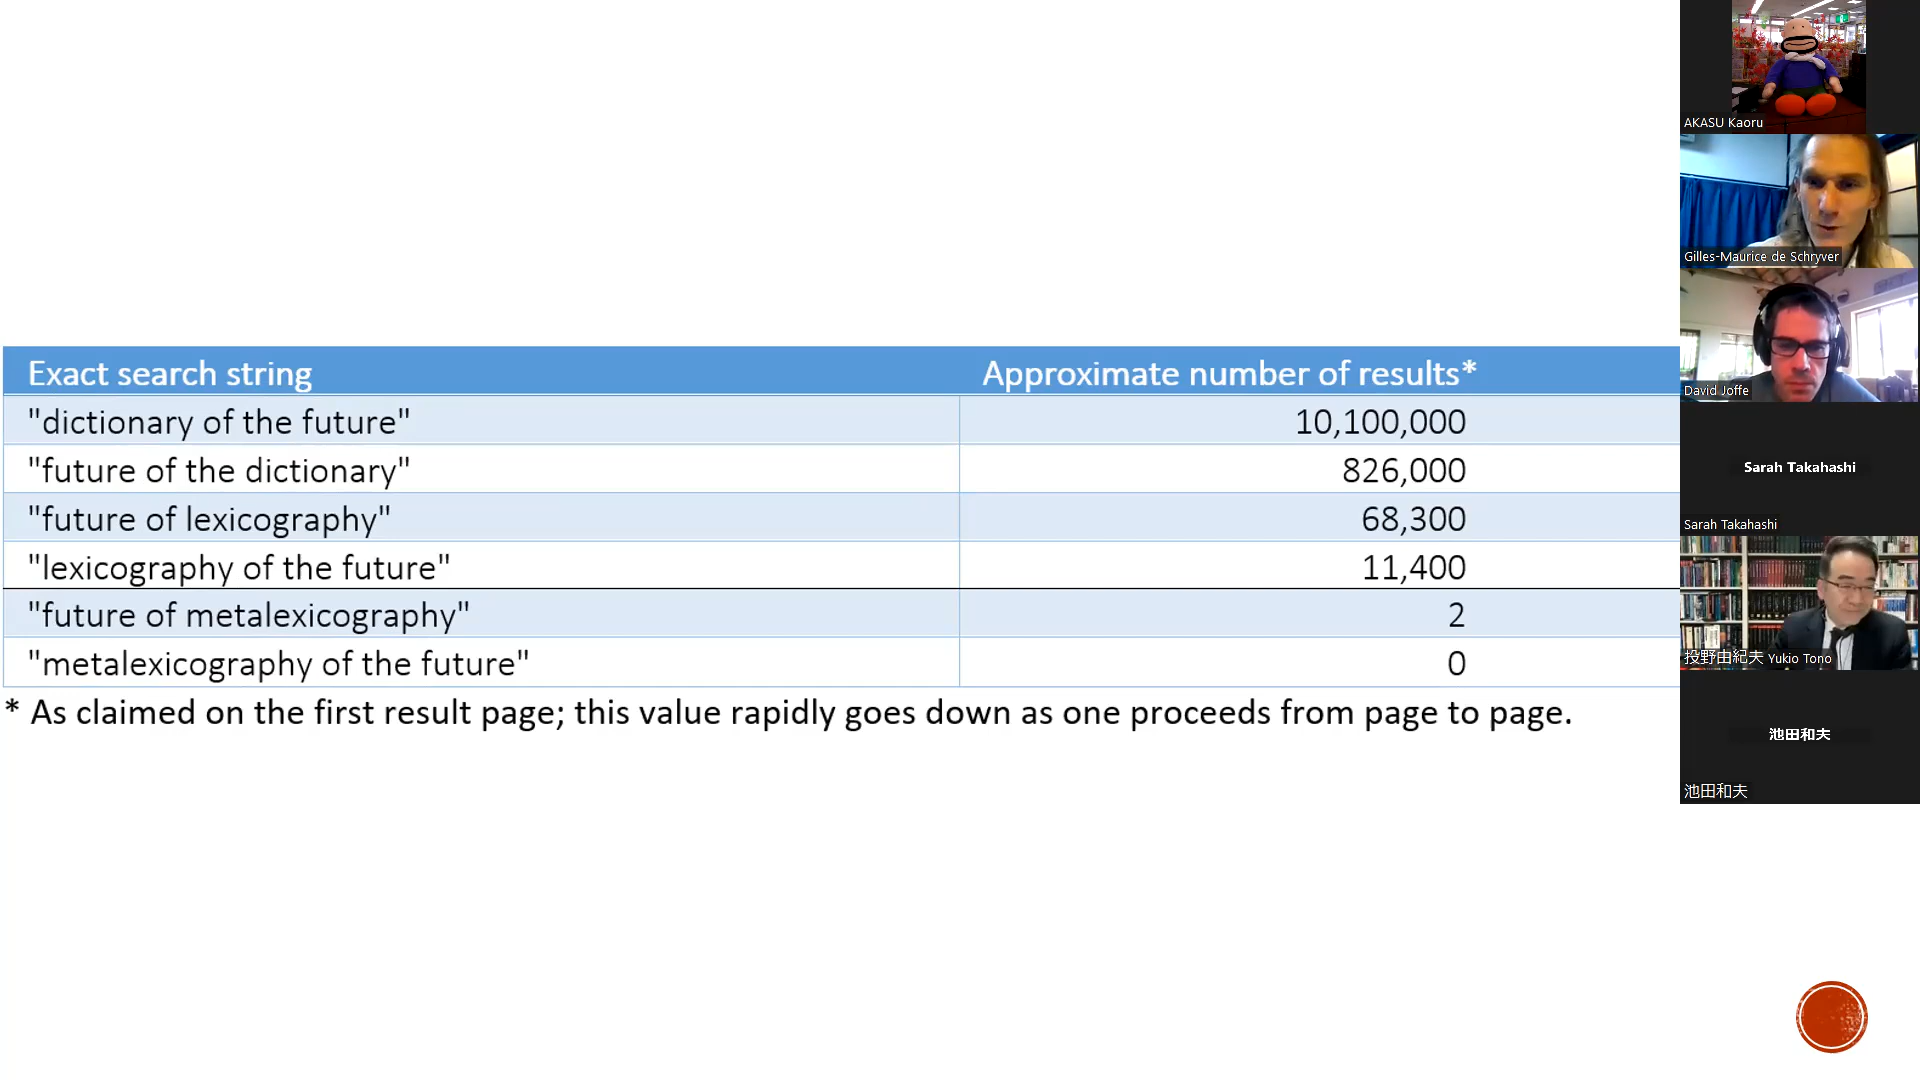 Exact search string Approximate number of results*
"dictionary of the future" 10,100,000
"future of the dictionary" 826,000
"future of lexicography" 68,300
"lexicography of the future" 11,400
"future of metalexicography" 2
"metalexicography of the future" 0
* As claimed on the first result page; this value rapidly goes down as one proceeds from page to page.
AKASU Kaoru
Gilles-Maurice de Schryver
David Joffe
Sarah Takahashi
Sarah Takahashi
投野由紀夫 Yukio Tono
池田和夫
池田和夫